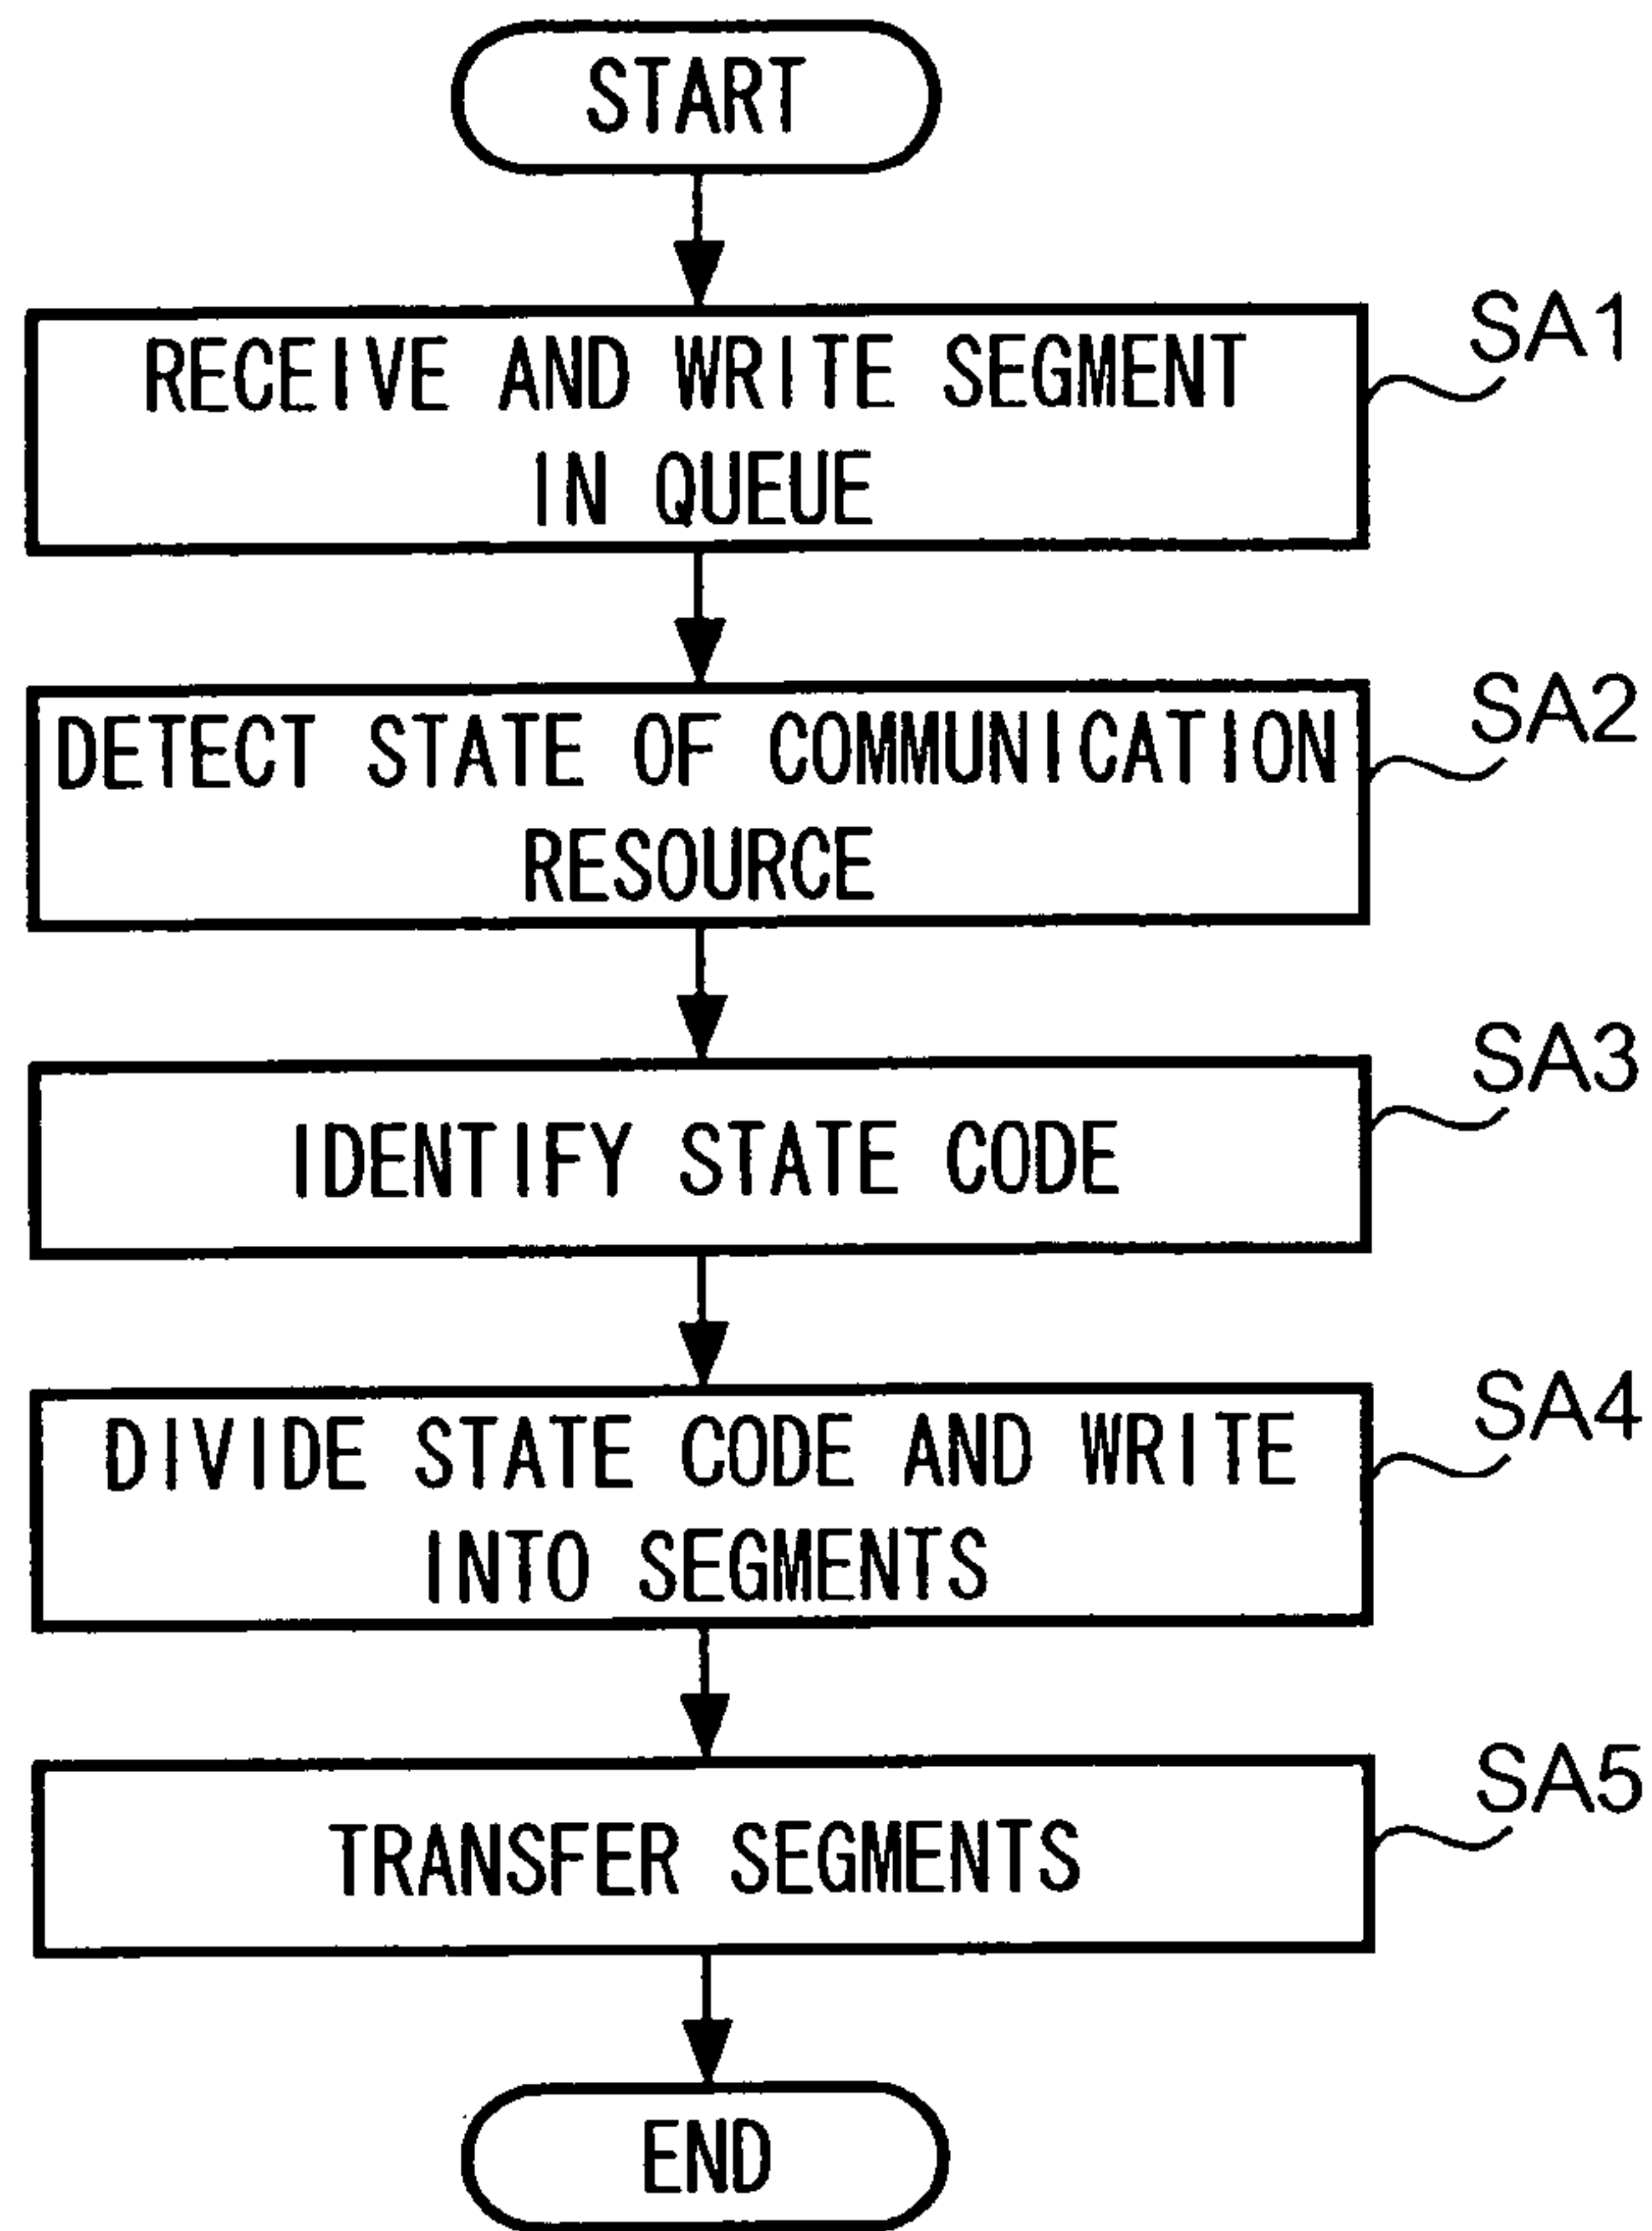 START
RECEIVE AND WRITE SEGMENT
IN QUEUE
SA1
DETECT STATE OF COMMUNICATION
RESOURCE
SA2
IDENTIFY STATE CODE
SA3
DIVIDE STATE CODE AND WRITE
INTO SEGMENTS
SA4
TRANSFER SEGMENTS
SA5
END